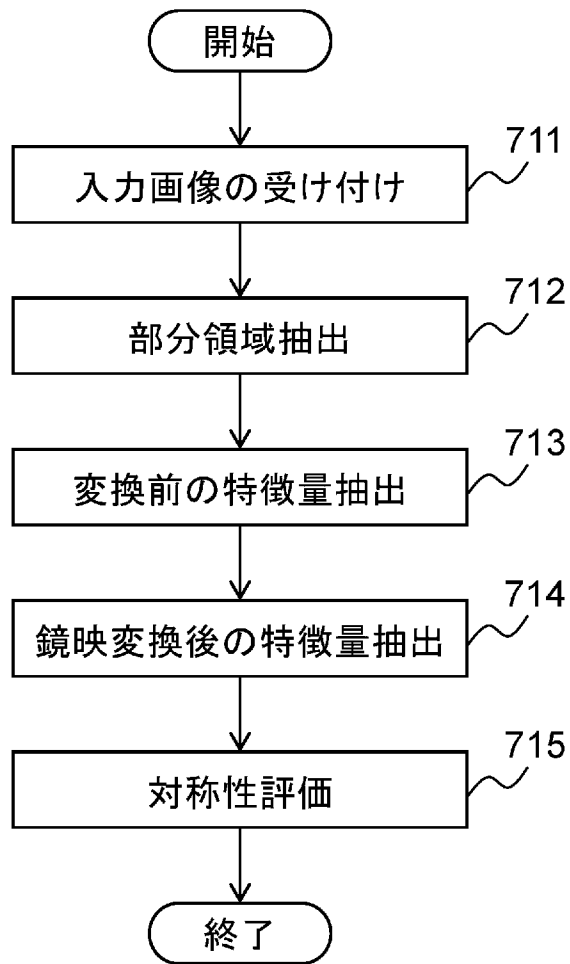 開始
711
入力画像の受け付け
712
部分領域抽出
713
変換前の特徴量抽出
714
鏡映変換後の特徴量抽出
715
対称性評価
終了